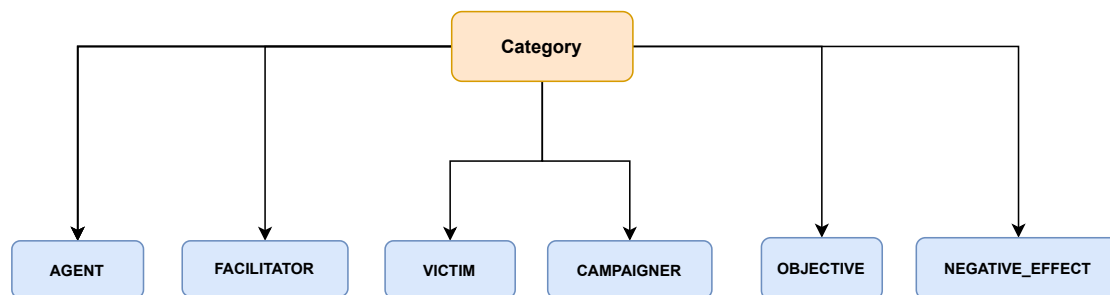 Category
AGENT
FACILITATOR
VICTIM
CAMPAIGNER
OBJECTIVE
NEGATIVE_EFFECT